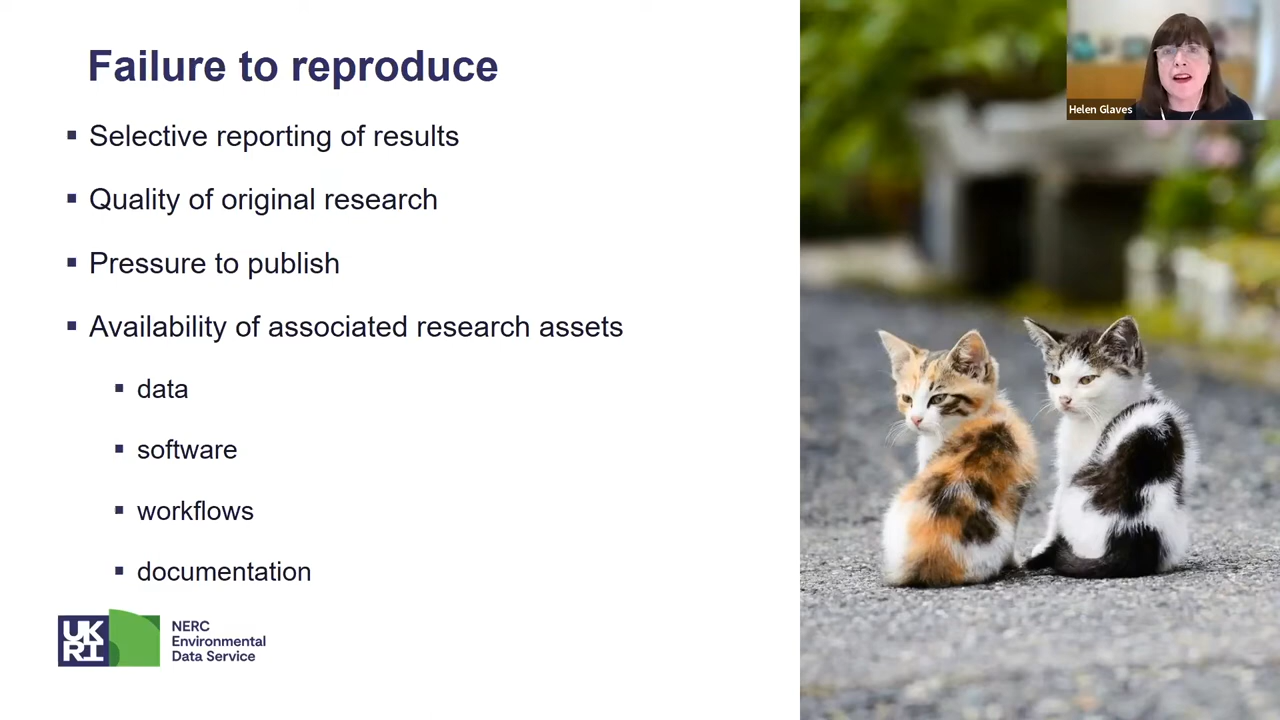 Failure to reproduce
Helen Glaves
▪ Selective reporting of results
▪ Quality of original research
▪ Pressure to publish
▪ Availability of associated research assets
▪ data
▪ software
▪ workflows
▪ documentation
UK
RI
NERC
Environmental
Data Service